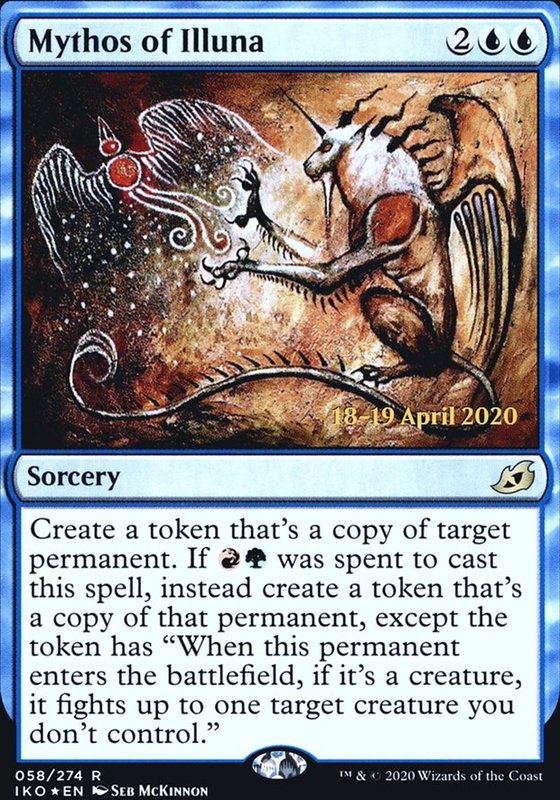 Mythos of Illuna 2
18-19 April 2020
Sorcery
Create a token that's a copy of target
permanent. If was spent to cast
this spell, instead create a token that's
a copy of that permanent, except the
token has “When this permanent
enters the battlefield, if it's a creature,
it fights up to one target creature you
don't control.”
058/274 R
™ & © 2020 Wizards of the Coast
IKO EN Seb McKinnon